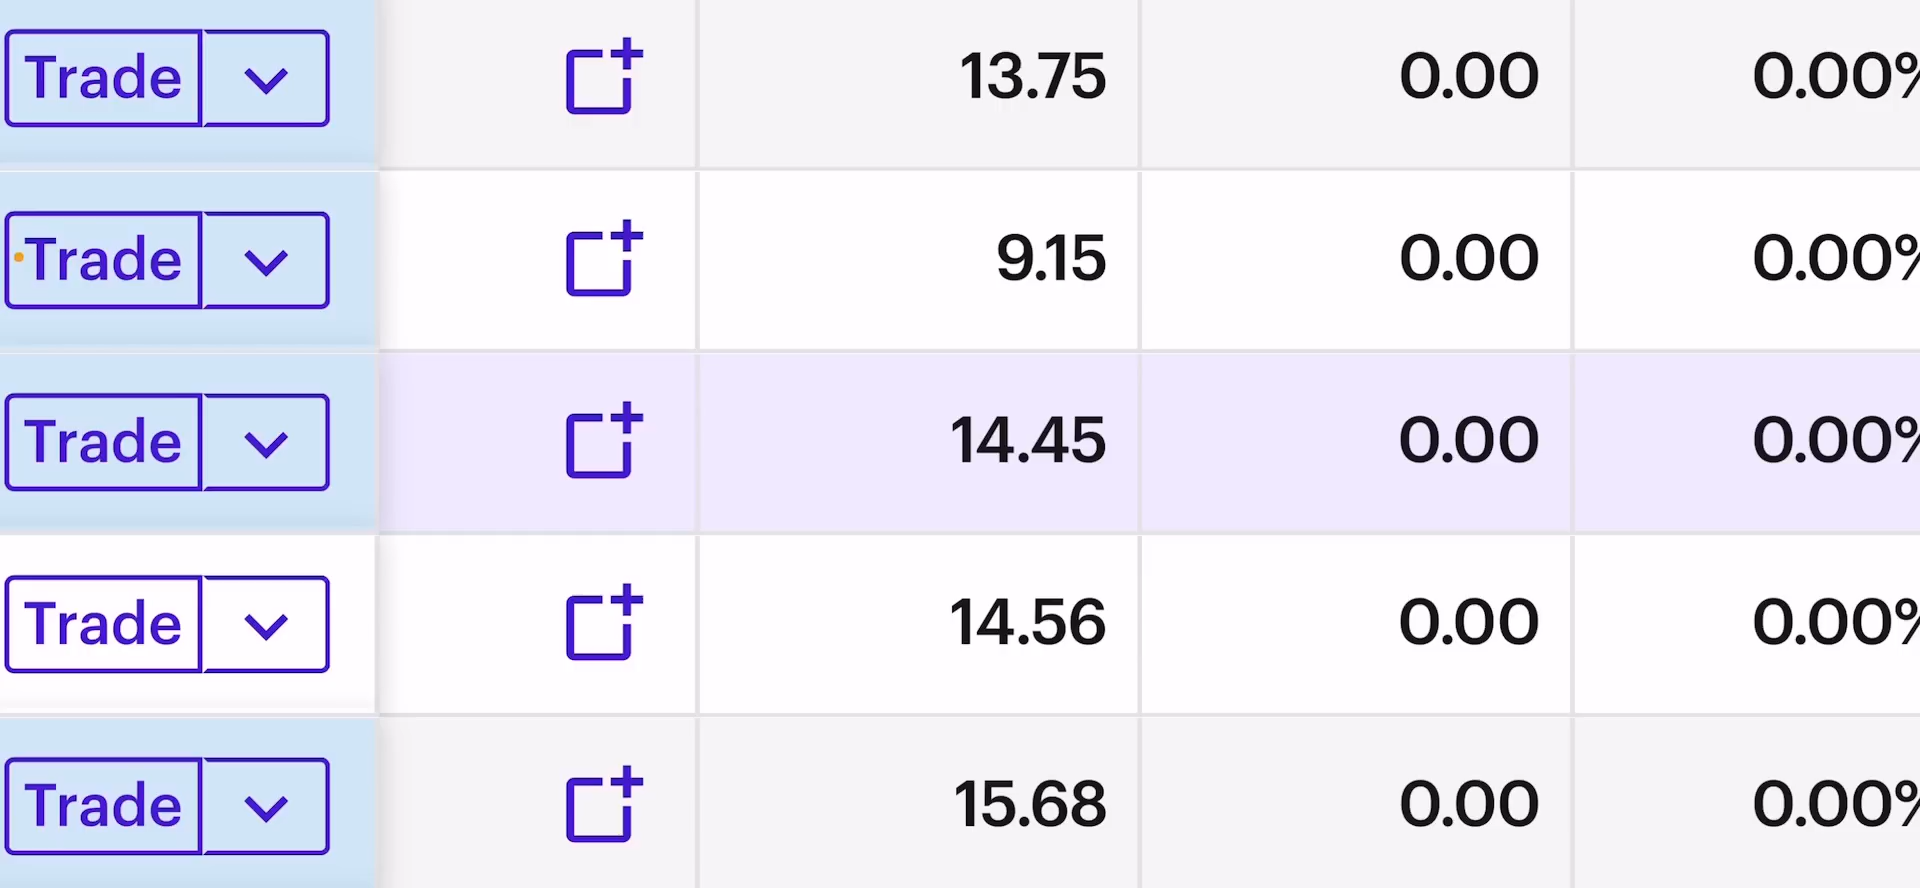 Trade 13.75 0.00 0.00%
Trade 9.15 0.00 0.00%
Trade 14.45 0.00 0.00%
Trade 14.56 0.00 0.00%
Trade 15.68 0.00 0.00%